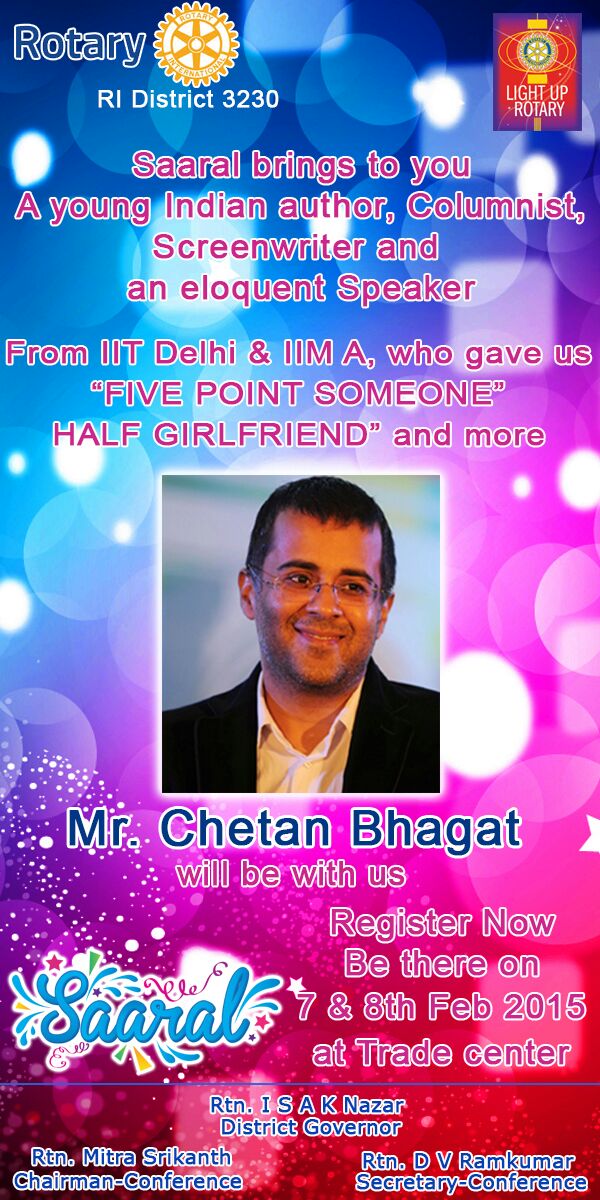 Rotary
ROTARY
INTERNATIONAL
RI District 3230
LIGHT UP
ROTARY
Saaral brings to you
A young Indian author, Columnist,
Screenwriter and
an eloquent Speaker
From IIT Delhi & IIM A, who gave us
“FIVE POINT SOMEONE”
HALF GIRLFRIEND” and more
Mr. Chetan Bhagat
will be with us
Register Now
Be there on
7 & 8th Feb 2015
at Trade center
Saaral
Rtn. I S A K Nazar
District Governor
Rtn. Mitra Srikanth
Chairman-Conference
Rtn. D V Ramkumar
Secretary-Conference